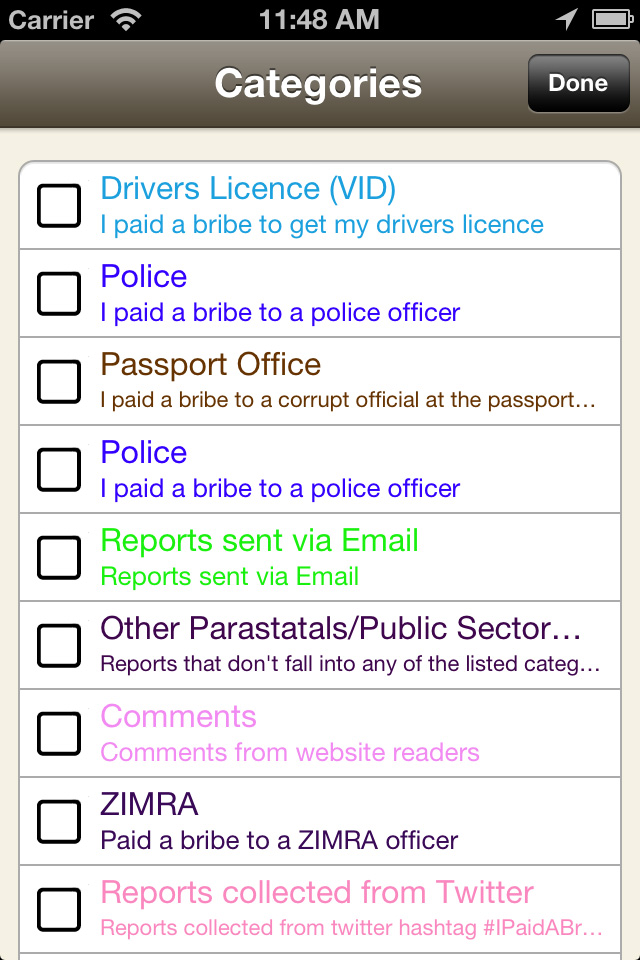 Carrier 11:48 AM
Categories Done
Drivers Licence (VID)
I paid a bribe to get my drivers licence
Police
I paid a bribe to a police officer
Passport Office
I paid a bribe to a corrupt official at the passport...
Police
I paid a bribe to a police officer
Reports sent via Email
Reports sent via Email
Other Parastatals/Public Sector...
Reports that don't fall into any of the listed categ...
Comments
Comments from website readers
ZIMRA
Paid a bribe to a ZIMRA officer
Reports collected from Twitter
Reports collected from twitter hashtag #IPaidABr...